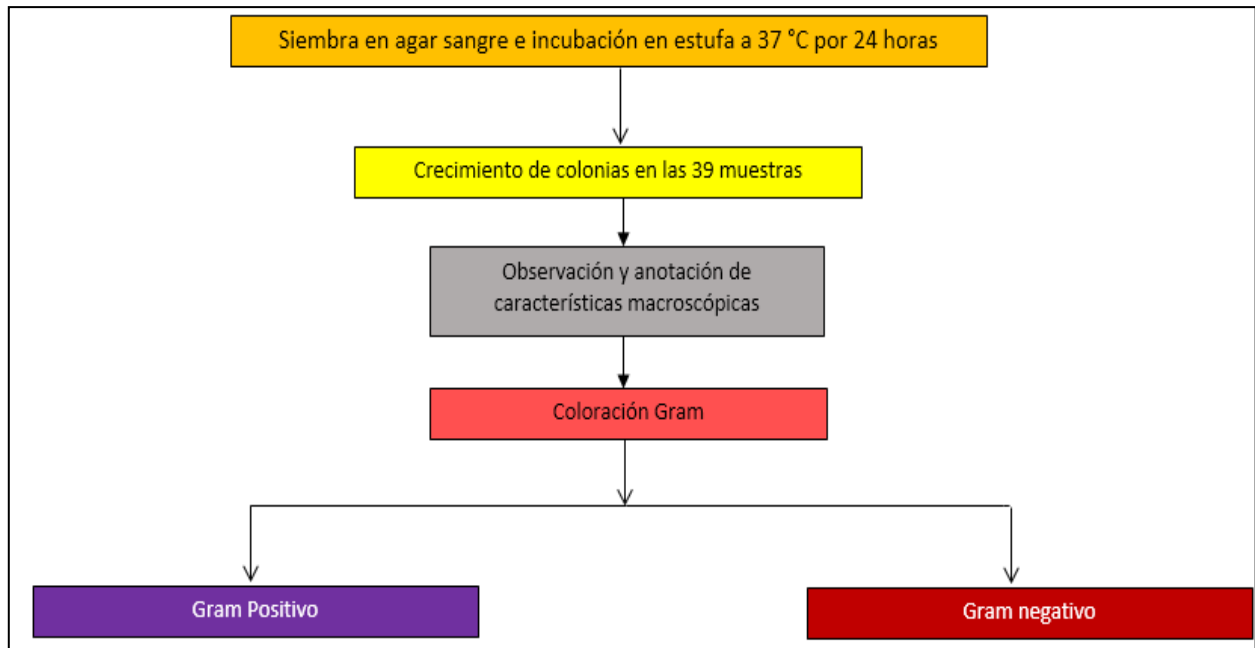 Siembra en agar sangre e incubación en estufa a 37 °C por 24 horas
Crecimiento de colonias en las 39 muestras
Observación y anotación de
características macroscópicas
Coloración Gram
Gram Positivo
Gram negativo